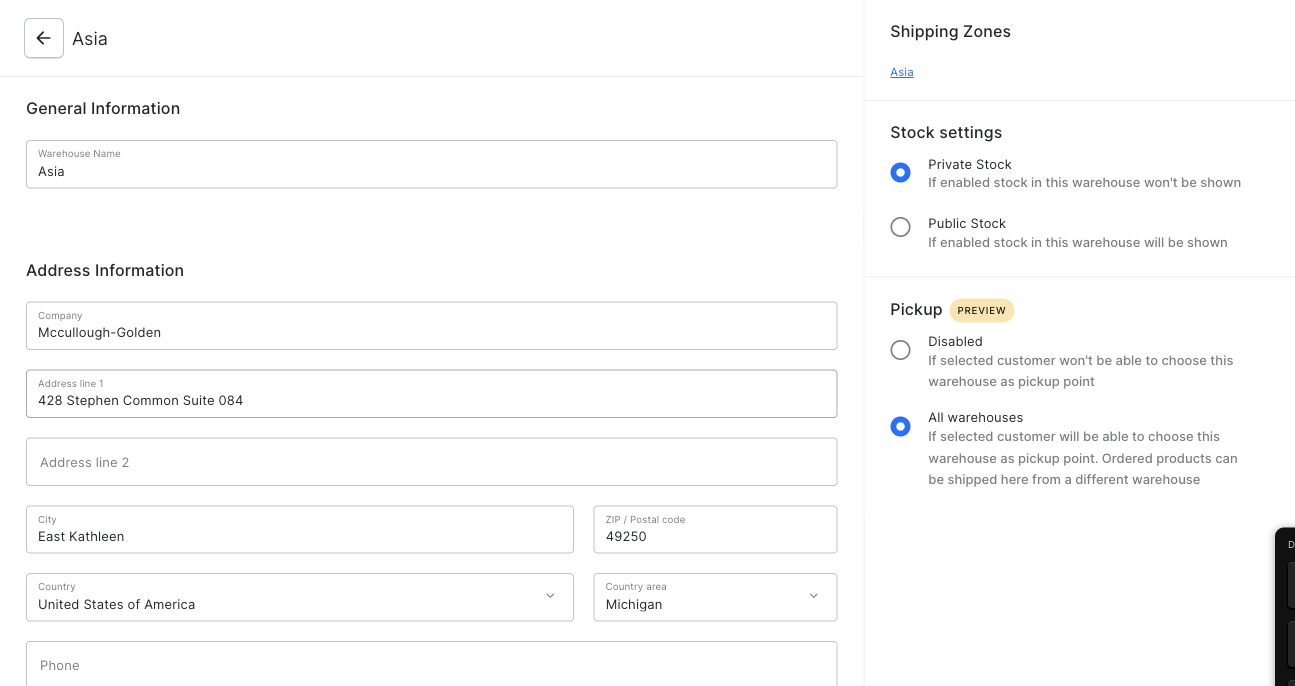 Asia
General Information
Warehouse Name
Asia
Address Information
Company
Mccullough-Golden
Address line 1
428 Stephen Common Suite 084
Address line 2
City
East Kathleen
ZIP / Postal code
49250
Country
United States of America
Country area
Michigan
Phone
Shipping Zones
Asia
Stock settings
Private Stock
If enabled stock in this warehouse won't be shown
Public Stock
If enabled stock in this warehouse will be shown
Pickup PREVIEW
Disabled
If selected customer won't be able to choose this
warehouse as pickup point
All warehouses
If selected customer will be able to choose this
warehouse as pickup point. Ordered products can
be shipped here from a different warehouse